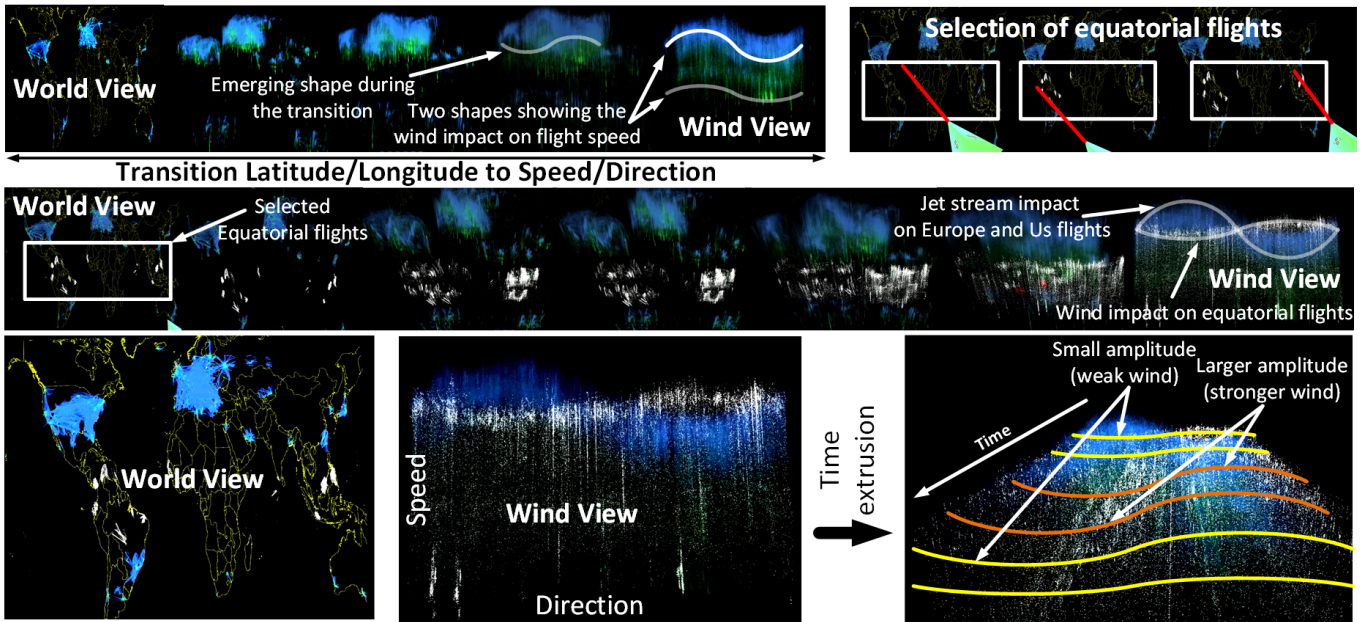 World View
Emerging shape during
the transition
Two shapes showing the
wind impact on flight speed
Wind View
Selection of equatorial flights
Transition Latitude/Longitude to Speed/Direction
World View
Selected
Equatorial flights
Jet stream impact
on Europe and Us flights
Wind View
Wind impact on equatorial flights
World View
Speed
Wind View
Direction
Time
extrusion
Small amplitude
(weak wind)
Larger amplitude
(stronger wind)
Time